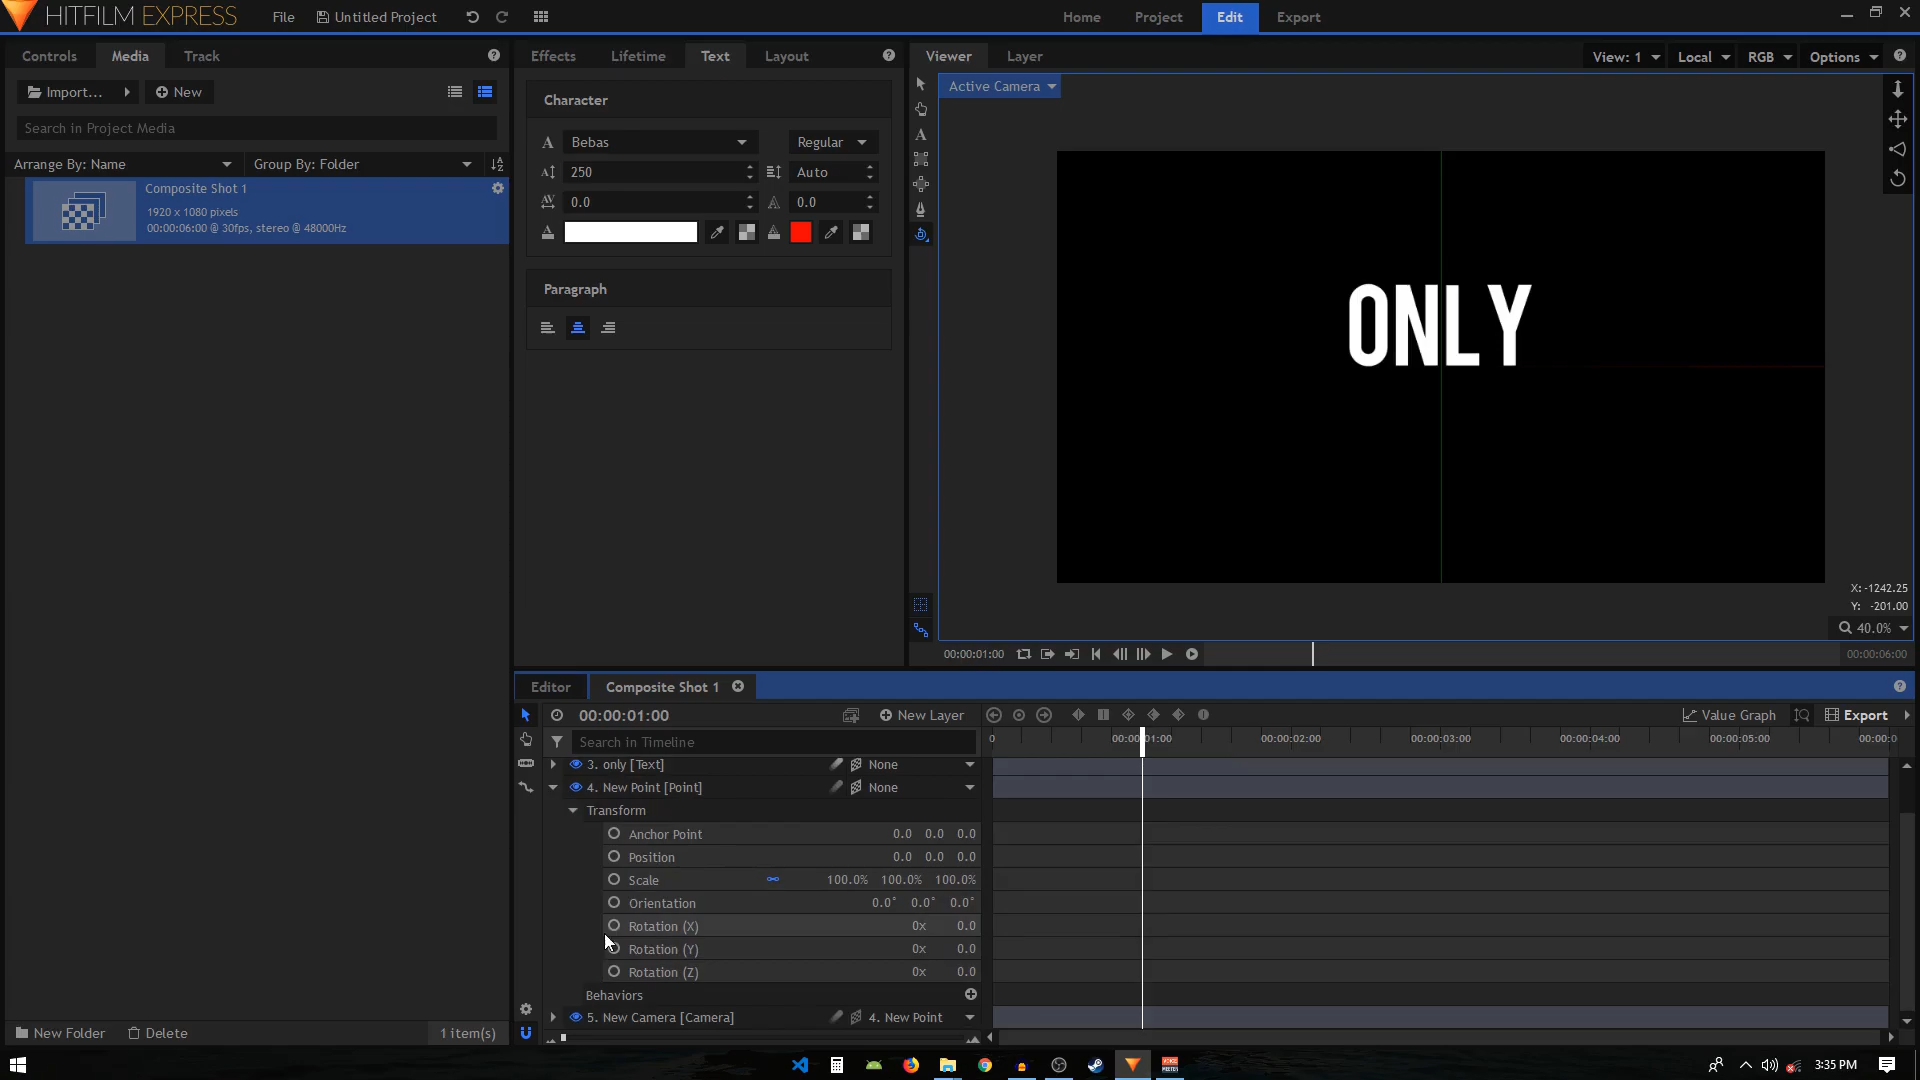 HITFILM EXPRESS
File
Untitled Project
Home
Project
Edit
Export
Controls
Media
Track
Import...
New
Search in Project Media
Arrange By: Name
Group By: Folder
Composite Shot 1
1920 x 1080 pixels
00:00:06:00 @ 30fps, stereo @ 48000Hz
New Folder
Delete
1 item(s)
Effects
Lifetime
Text
Layout
Character
Bebas
Regular
250
Auto
0.0
0.0
Paragraph
Viewer
Layer
View: 1
Local
RGB
Options
Active Camera
ONLY
X: -1242.25
Y: -201.00
40.0%
00:00:01:00
00:00:06:00
Editor
Composite Shot 1
00:00:01:00
New Layer
Value Graph
Export
Search in Timeline
0
00:00:01:00
00:00:02:00
00:00:03:00
00:00:04:00
00:00:05:00
00:00:0
3. only [Text]
None
4. New Point [Point]
None
Transform
Anchor Point 0.0 0.0 0.0
Position 0.0 0.0 0.0
Scale 100.0% 100.0% 100.0%
Orientation 0.0° 0.0° 0.0°
Rotation (X) 0x 0.0
Rotation (Y) 0x 0.0
Rotation (Z) 0x 0.0
Behaviors
5. New Camera [Camera]
4. New Point
3:35 PM